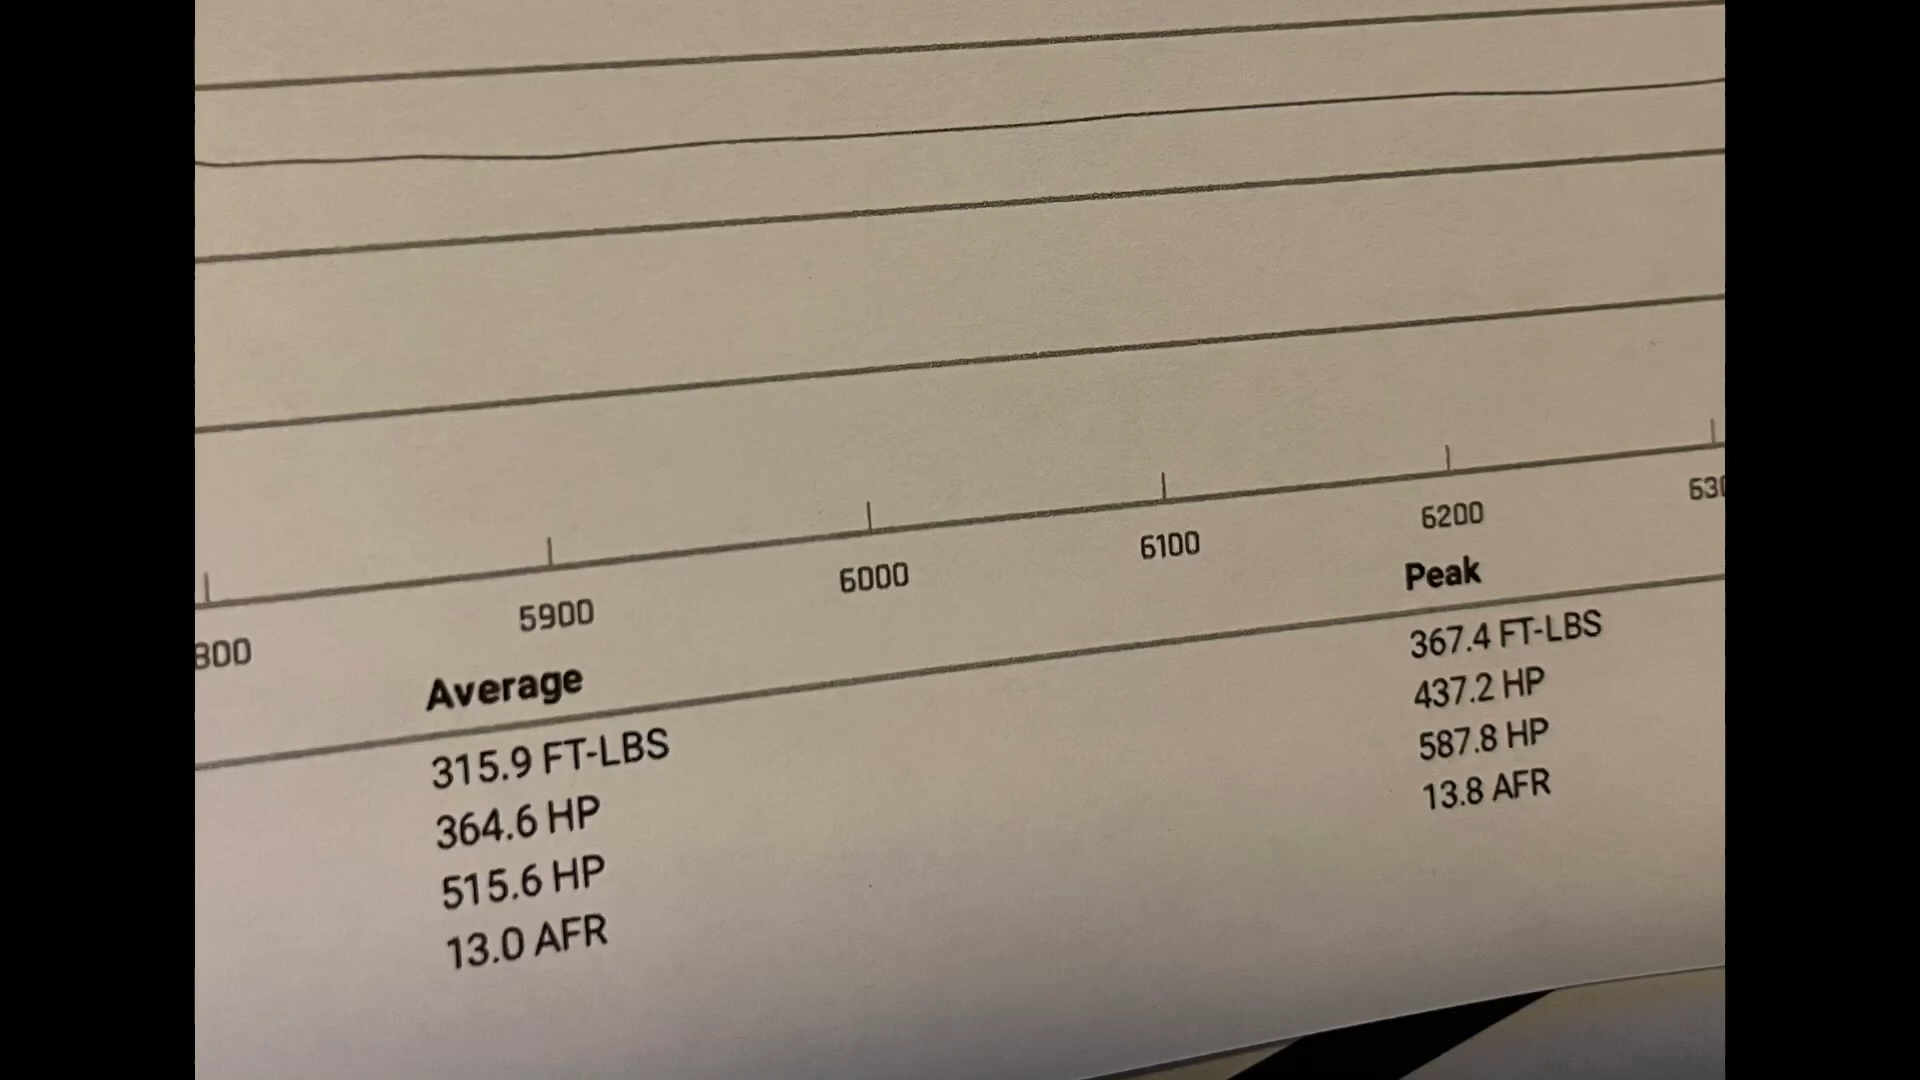 800 5900 6000 6100 6200 630
Average Peak
315.9 FT-LBS 367.4 FT-LBS
364.6 HP 437.2 HP
515.6 HP 587.8 HP
13.0 AFR 13.8 AFR